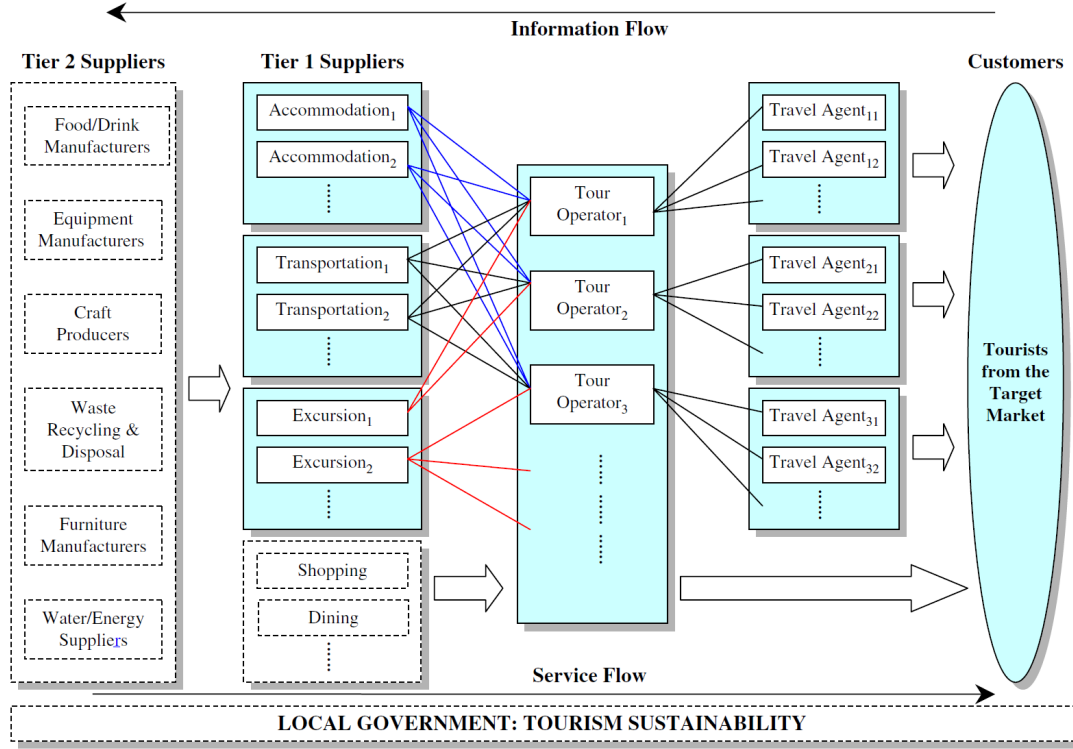 Information Flow
Tier 2 Suppliers
Food/Drink
Manufacturers
Equipment
Manufacturers
Craft
Producers
Waste
Recycling &
Disposal
Furniture
Manufacturers
Water/Energy
Suppliers
Tier 1 Suppliers
Accommodation1
Accommodation2
Transportation1
Transportation2
Excursion1
Excursion2
Shopping
Dining
Tour
Operator1
Tour
Operator2
Tour
Operator3
Travel Agent11
Travel Agent12
Travel Agent21
Travel Agent22
Travel Agent31
Travel Agent32
Customers
Tourists
from the
Target
Market
Service Flow
LOCAL GOVERNMENT: TOURISM SUSTAINABILITY